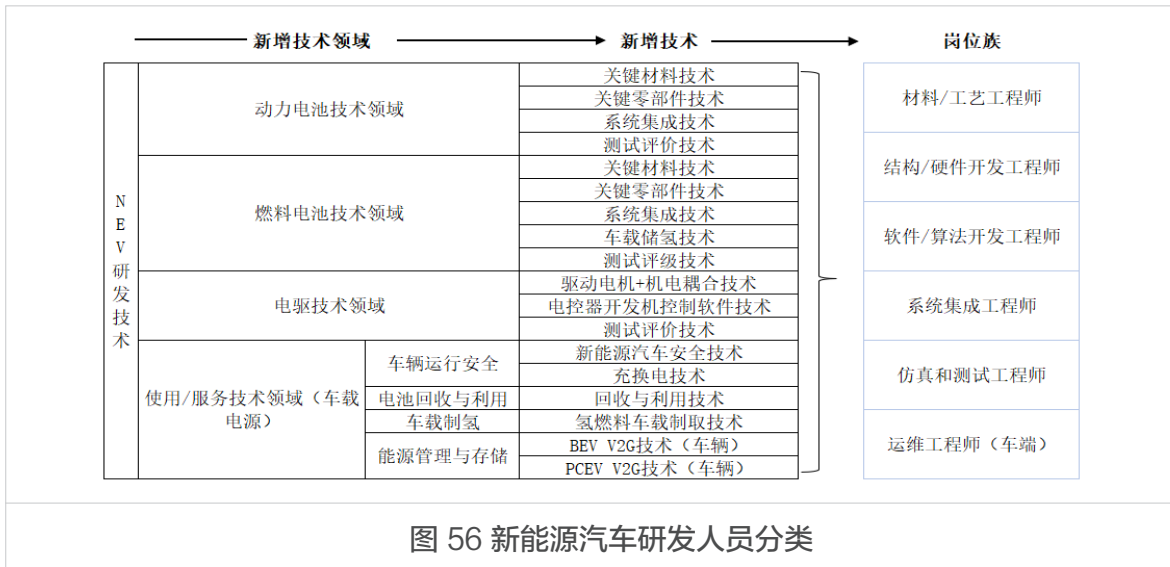 新增技术领域
新增技术
岗位族
NEV研发技术
动力电池技术领域
关键材料技术
关键零部件技术
系统集成技术
测试评价技术
燃料电池技术领域
关键材料技术
关键零部件技术
系统集成技术
车载储氢技术
测试评级技术
电驱技术领域
驱动电机+机电耦合技术
电控器开发机控制软件技术
测试评价技术
使用/服务技术领域（车载
电源）
车辆运行安全
新能源汽车安全技术
充换电技术
电池回收与利用
回收与利用技术
车载制氢
氢燃料车载制取技术
能源管理与存储
BEV V2G技术（车辆）
PCEV V2G技术（车辆）
材料/工艺工程师
结构/硬件开发工程师
软件/算法开发工程师
系统集成工程师
仿真和测试工程师
运维工程师（车端）
图 56 新能源汽车研发人员分类